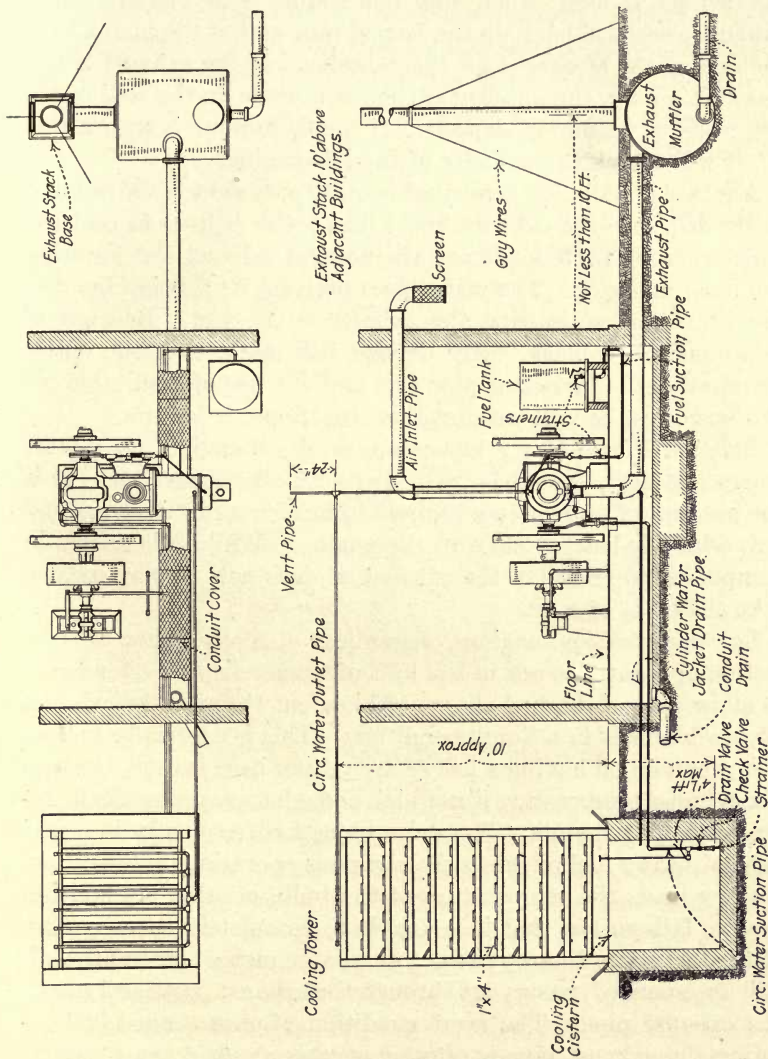 Exhaust Stack
Base
Exhaust Stack 10 above
Adjacent Buildings.
Conduit Cover
Vent Pipe
24"
Air Inlet Pipe
Screen
Guy Wires
Not Less than 10 Ft.
Exhaust
Muffler
Drain
Exhaust Pipe
Fuel Suction Pipe
Fuel Tank
Strainers
Cooling Tower
Circ. Water Outlet Pipe
1"x 4"
10' Approx
Floor
Line
4' Lift
Max.
Cooling
Cistern
Cylinder Water
Jacket Drain Pipe
Conduit
Drain
Drain Valve
Check Valve
Strainer
Circ. Water Suction Pipe